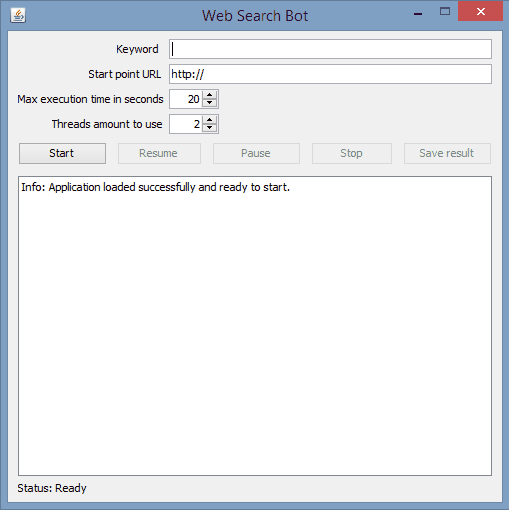 Web Search Bot
Keyword
Start point URL http://
Max execution time in seconds 20
Threads amount to use 2
Start Resume Pause Stop Save result
Info: Application loaded successfully and ready to start.
Status: Ready